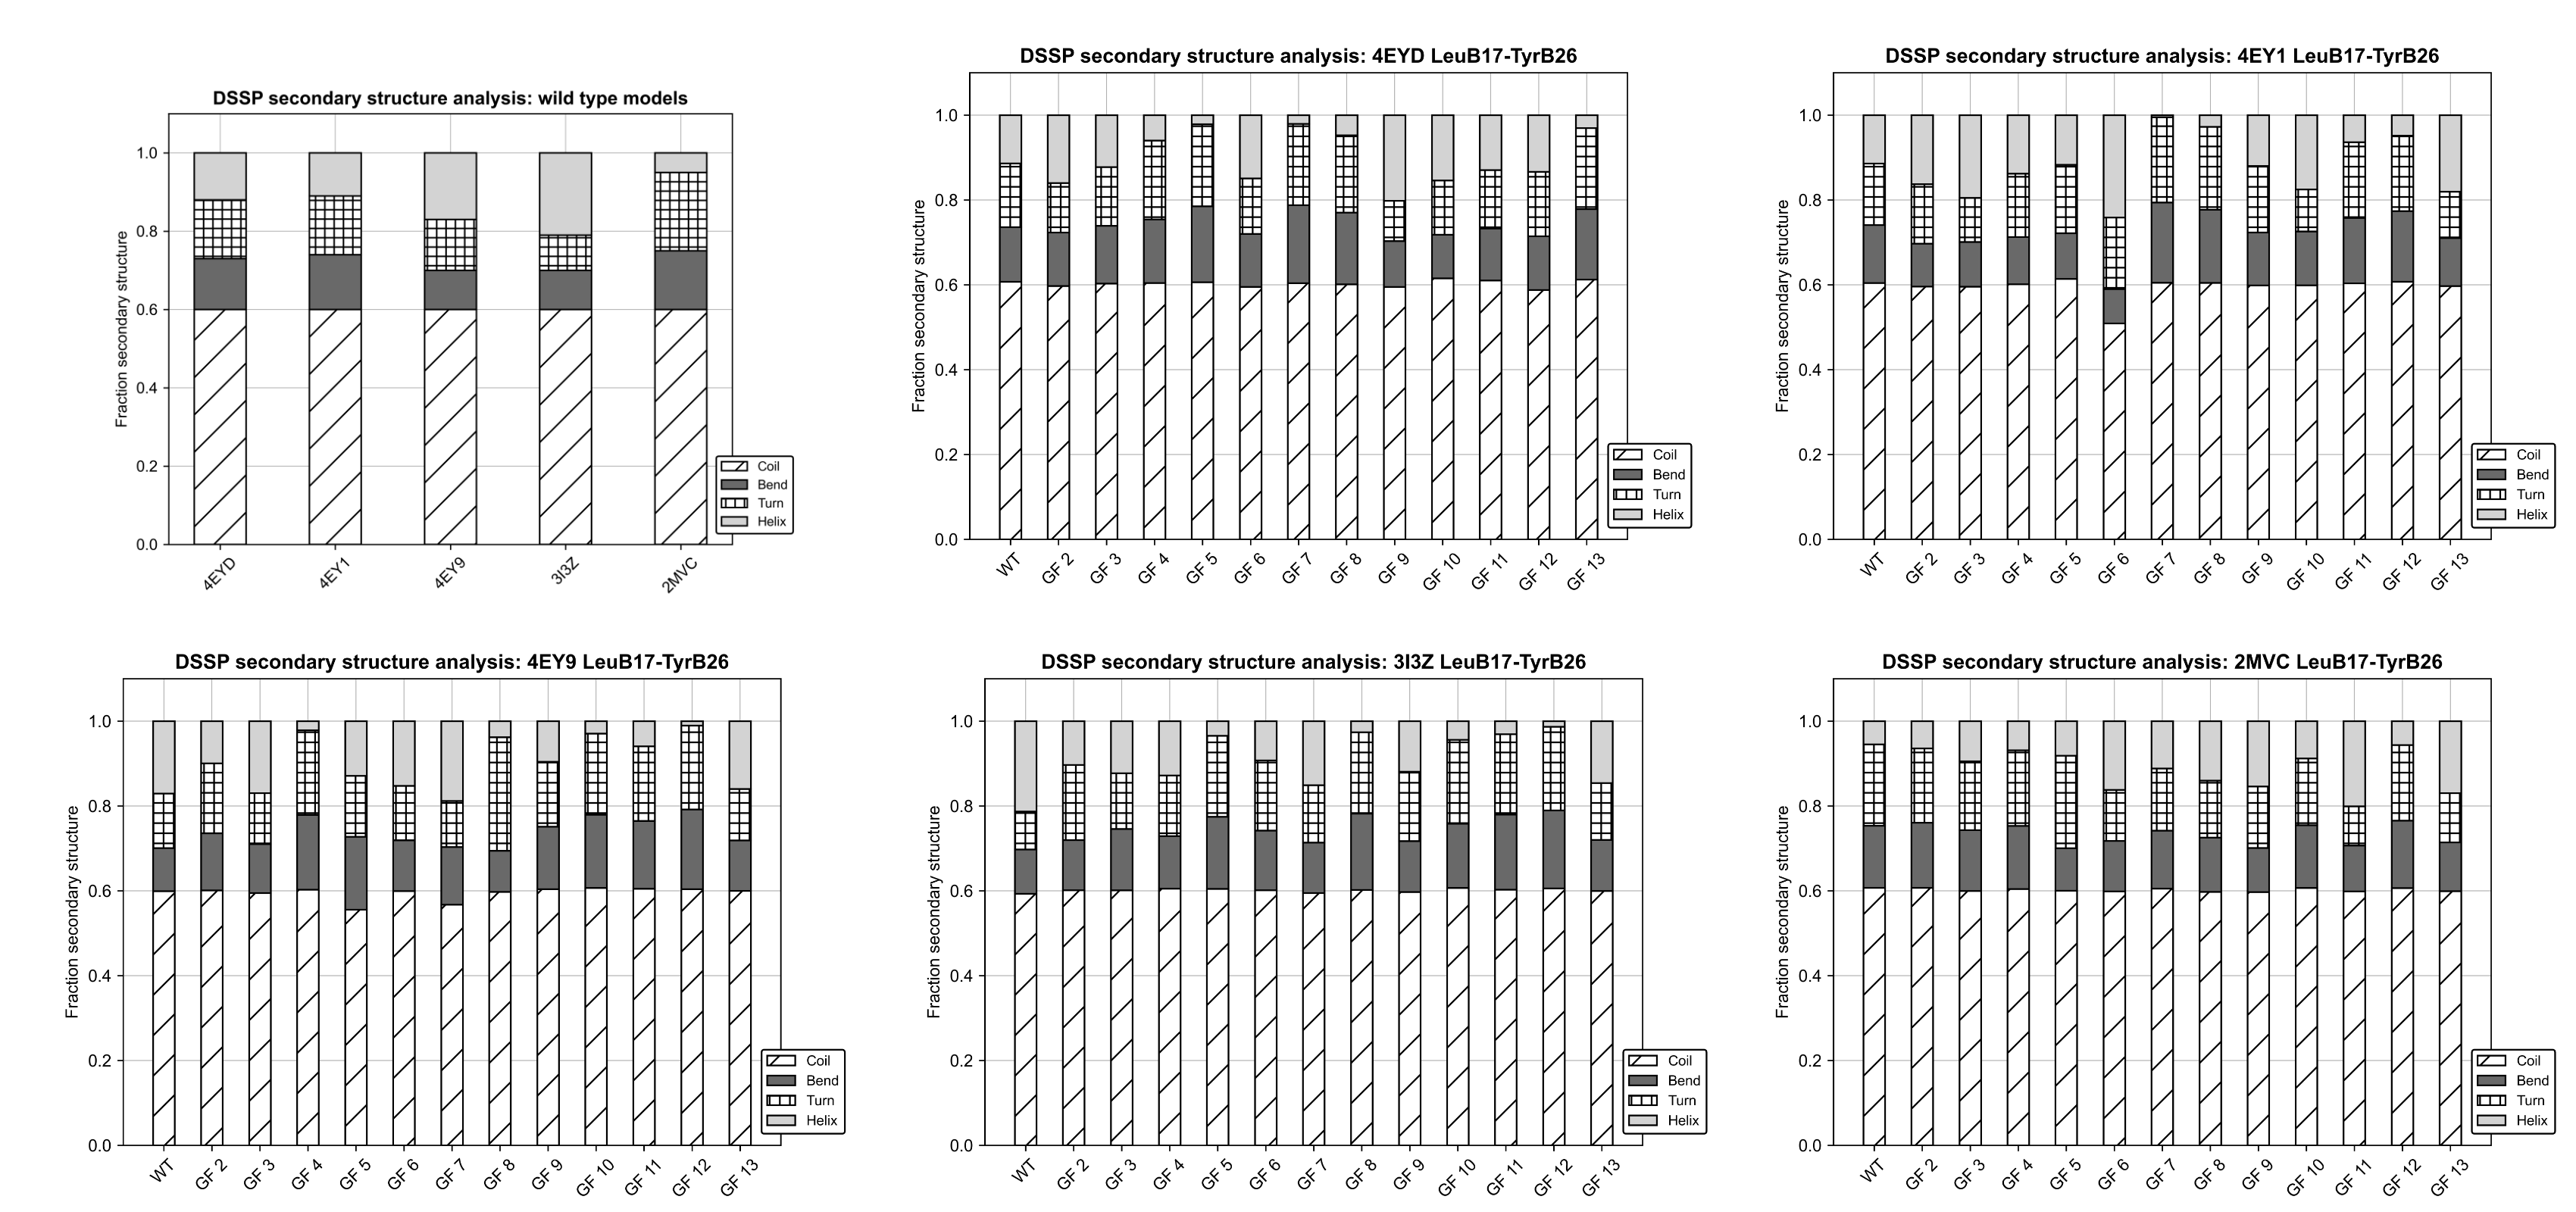 DSSP secondary structure analysis: wild type models
Fraction secondary structure
1.0
0.8
0.6
0.4
0.2
0.0
4EYD
4EY1
4EY9
3I3Z
2MVC
Coil
Bend
Turn
Helix
DSSP secondary structure analysis: 4EYD LeuB17-TyrB26
Fraction secondary structure
1.0
0.8
0.6
0.4
0.2
0.0
WT
GF 2
GF 3
GF 4
GF 5
GF 6
GF 7
GF 8
GF 9
GF 10
GF 11
GF 12
GF 13
Coil
Bend
Turn
Helix
DSSP secondary structure analysis: 4EY1 LeuB17-TyrB26
Fraction secondary structure
1.0
0.8
0.6
0.4
0.2
0.0
WT
GF 2
GF 3
GF 4
GF 5
GF 6
GF 7
GF 8
GF 9
GF 10
GF 11
GF 12
GF 13
Coil
Bend
Turn
Helix
DSSP secondary structure analysis: 4EY9 LeuB17-TyrB26
Fraction secondary structure
1.0
0.8
0.6
0.4
0.2
0.0
WT
GF 2
GF 3
GF 4
GF 5
GF 6
GF 7
GF 8
GF 9
GF 10
GF 11
GF 12
GF 13
Coil
Bend
Turn
Helix
DSSP secondary structure analysis: 3I3Z LeuB17-TyrB26
Fraction secondary structure
1.0
0.8
0.6
0.4
0.2
0.0
WT
GF 2
GF 3
GF 4
GF 5
GF 6
GF 7
GF 8
GF 9
GF 10
GF 11
GF 12
GF 13
Coil
Bend
Turn
Helix
DSSP secondary structure analysis: 2MVC LeuB17-TyrB26
Fraction secondary structure
1.0
0.8
0.6
0.4
0.2
0.0
WT
GF 2
GF 3
GF 4
GF 5
GF 6
GF 7
GF 8
GF 9
GF 10
GF 11
GF 12
GF 13
Coil
Bend
Turn
Helix